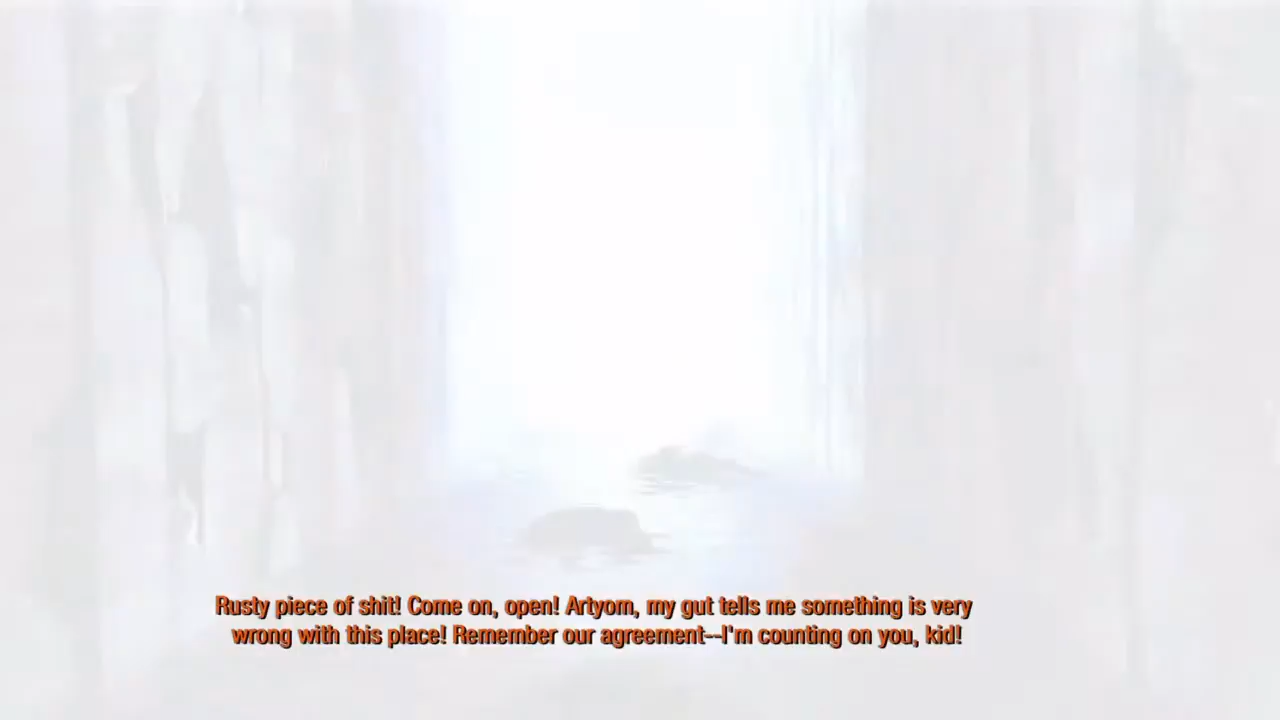 Rusty piece of shit! Come on, open! Artyom, my gut tells me something is very
wrong with this place! Remember our agreement--I'm counting on you, kid!